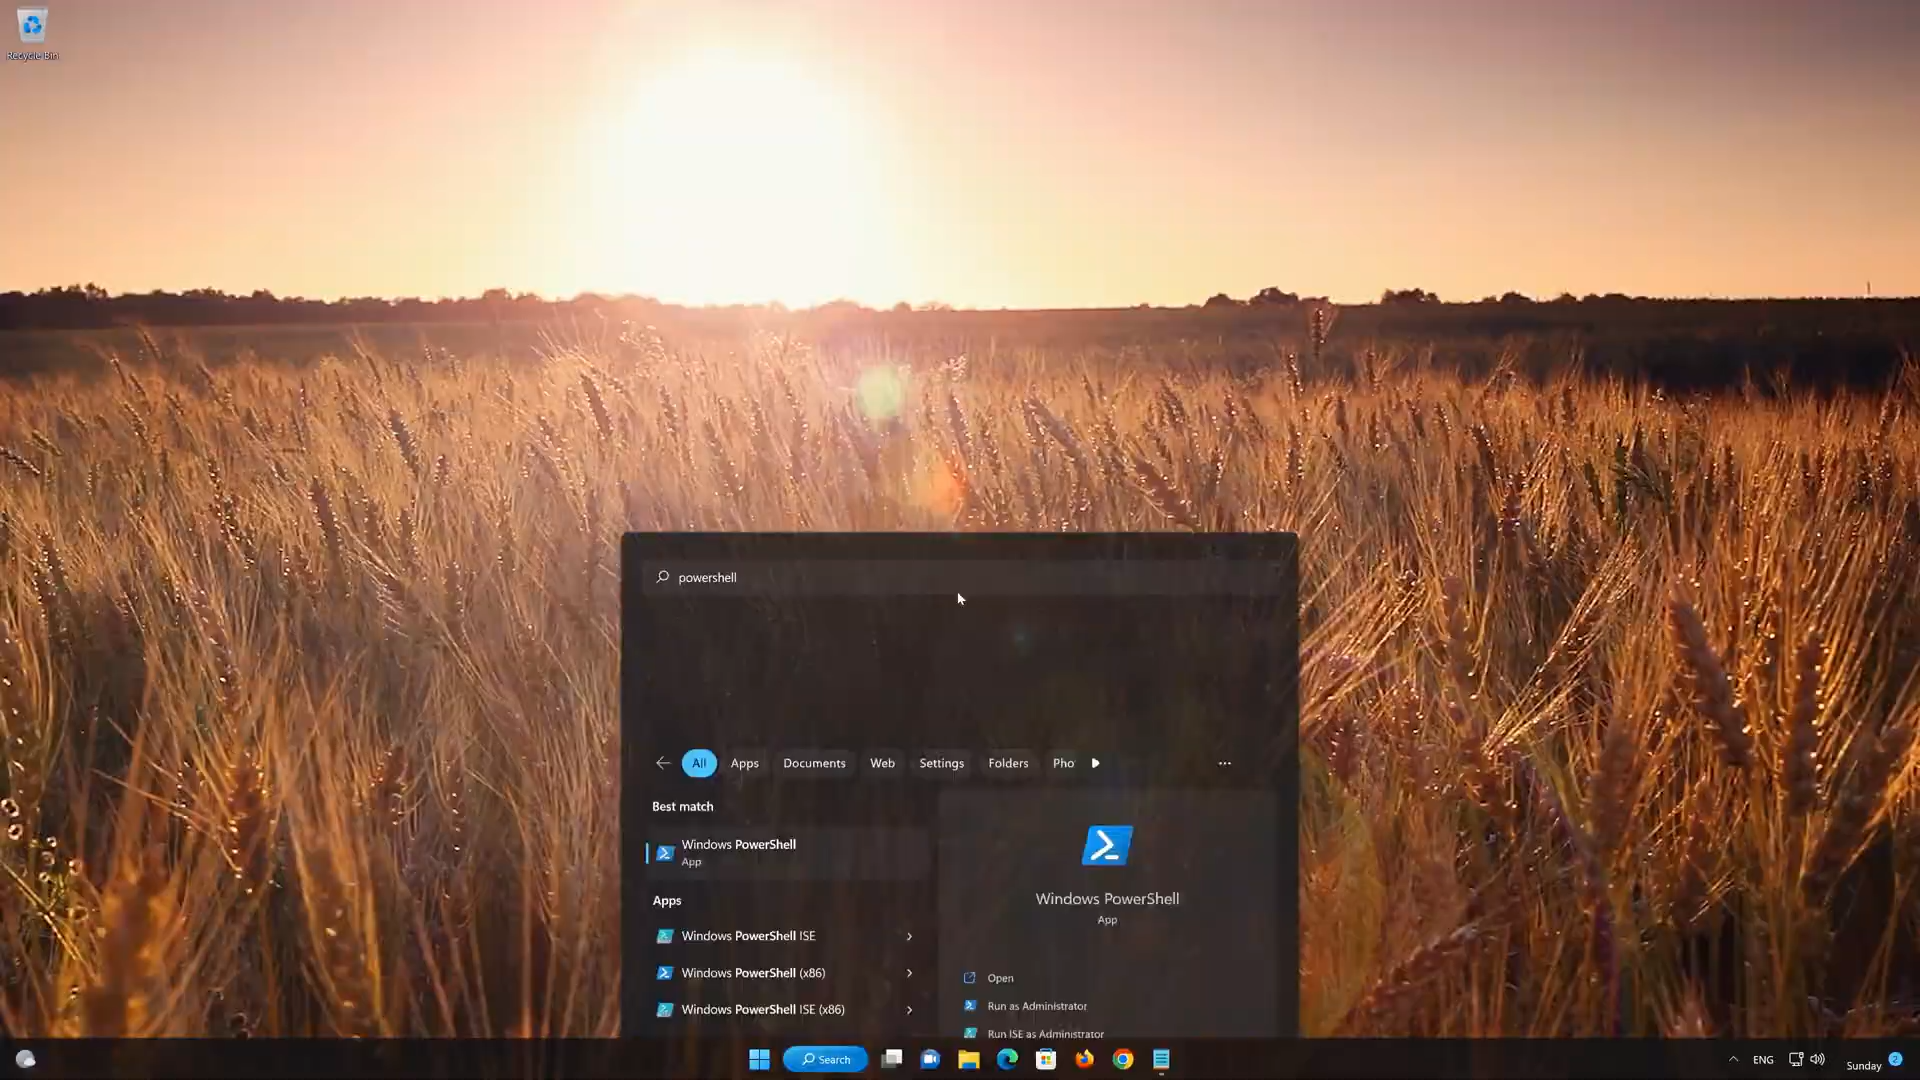 Recycle Bin
powershell
All Apps Documents Web Settings Folders Pho
Best match
Windows PowerShell
App
Apps
Windows PowerShell ISE
Windows PowerShell (x86)
Windows PowerShell ISE (x86)
Windows PowerShell
App
Open
Run as Administrator
Run ISE as Administrator
Search
ENG
Sunday
2